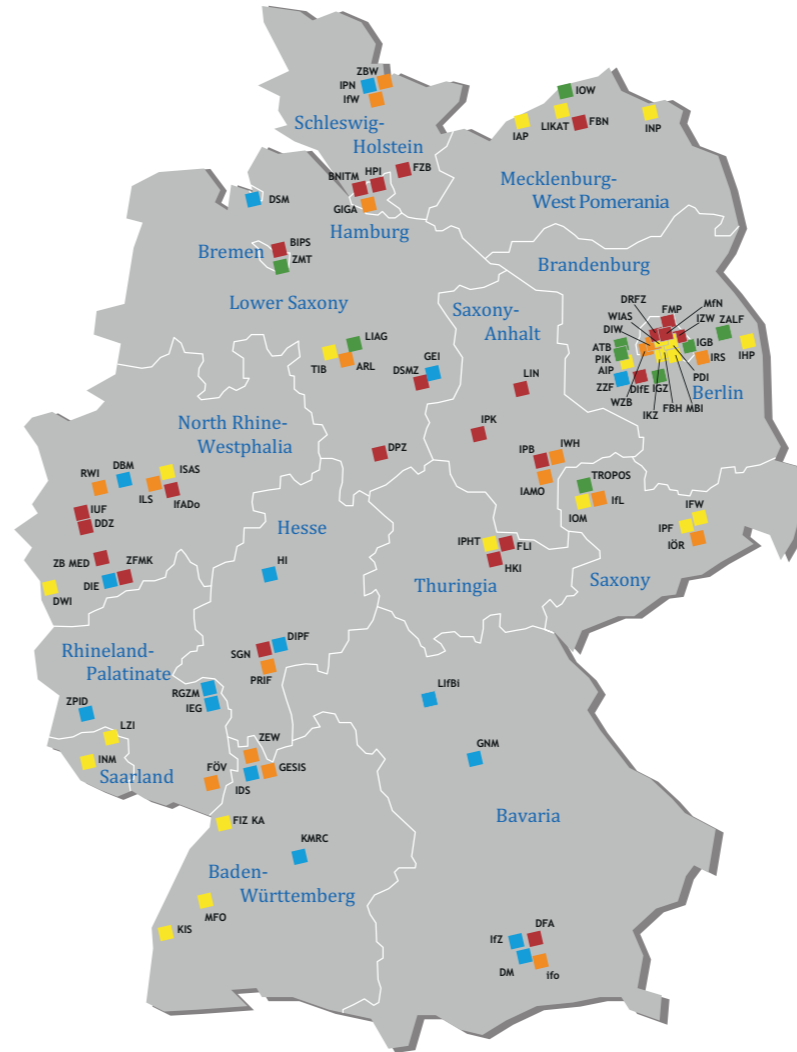 ZBW
IPN
IfW
Schleswig-
Holstein
IOW
LIKAT
FBN
IAP
INP
Mecklenburg-
West Pomerania
BNITM
HPI
FZB
GIGA
Hamburg
DSM
Bremen
BIPS
ZMT
Lower Saxony
Brandenburg
DRFZ
FMP
MfN
WIAS
IZW
DIW
ZALF
ATB
IGB
PIK
IRS
IHP
AIP
PDI
ZZF
DIfE
IGZ
Berlin
WZB
FBH
MBI
IKZ
Saxony-
Anhalt
LIAG
TIB
ARL
GEI
DSMZ
LIN
IPK
DPZ
North Rhine-
Westphalia
RWI
DBM
ISAS
ILS
IfADo
IUF
DDZ
ZB MED
ZFMK
DIE
DWI
IPB
IWH
IAMO
TROPOS
IfL
IOM
IFW
IPF
IÖR
Saxony
Hesse
HI
IPHT
FLI
HKI
Thuringia
Rhineland-
Palatinate
SGN
DIPF
PRIF
RGZM
IEG
ZPID
LZI
INM
Saarland
ZEW
FÖV
IDS
GESIS
LIfBi
GNM
Bavaria
FIZ KA
KMRC
Baden-
Württemberg
MFO
KIS
IfZ
DFA
DM
ifo